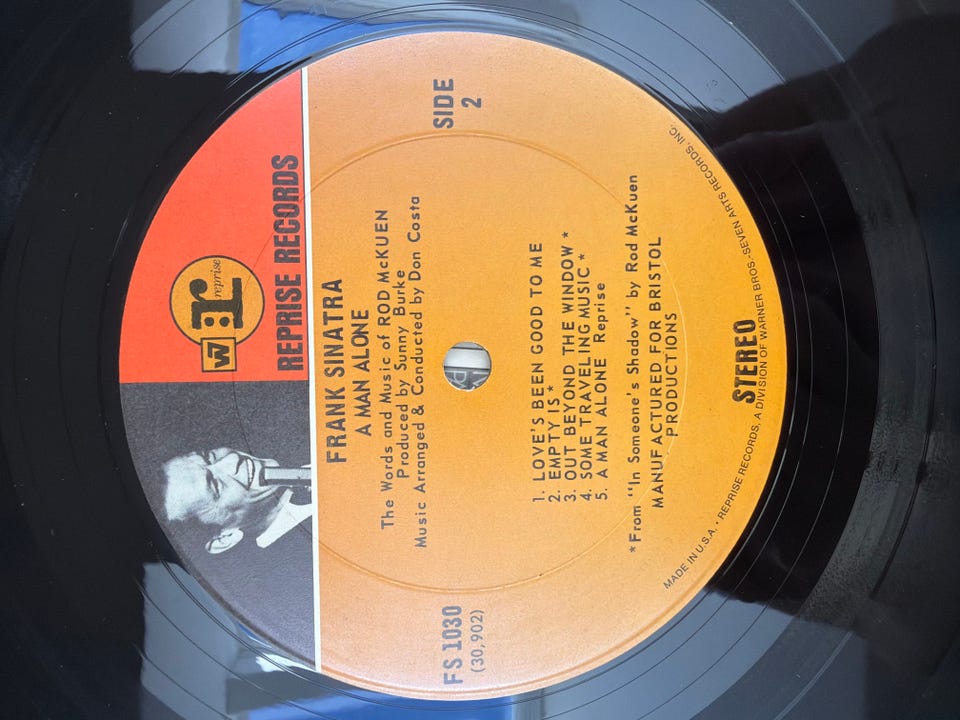 W
:r
reprise
REPRISE RECORDS
FRANK SINATRA
A MAN ALONE
The Words and Music of ROD McKUEN
Produced by Sunny Burke
Music Arranged & Conducted by Don Costa
FS 1030
(30,902)
SIDE
2
1. LOVE'S BEEN GOOD TO ME
2. EMPTY IS*
3. OUT BEYOND THE WINDOW*
4. SOME TRAVELING MUSIC*
5. A MAN ALONE Reprise
*From "In Someone's Shadow" by Rod McKuen
MANUFACTURED FOR BRISTOL
PRODUCTIONS
STEREO
MADE IN U.S.A. • REPRISE RECORDS, A DIVISION OF WARNER BROS.-SEVEN ARTS RECORDS, INC.